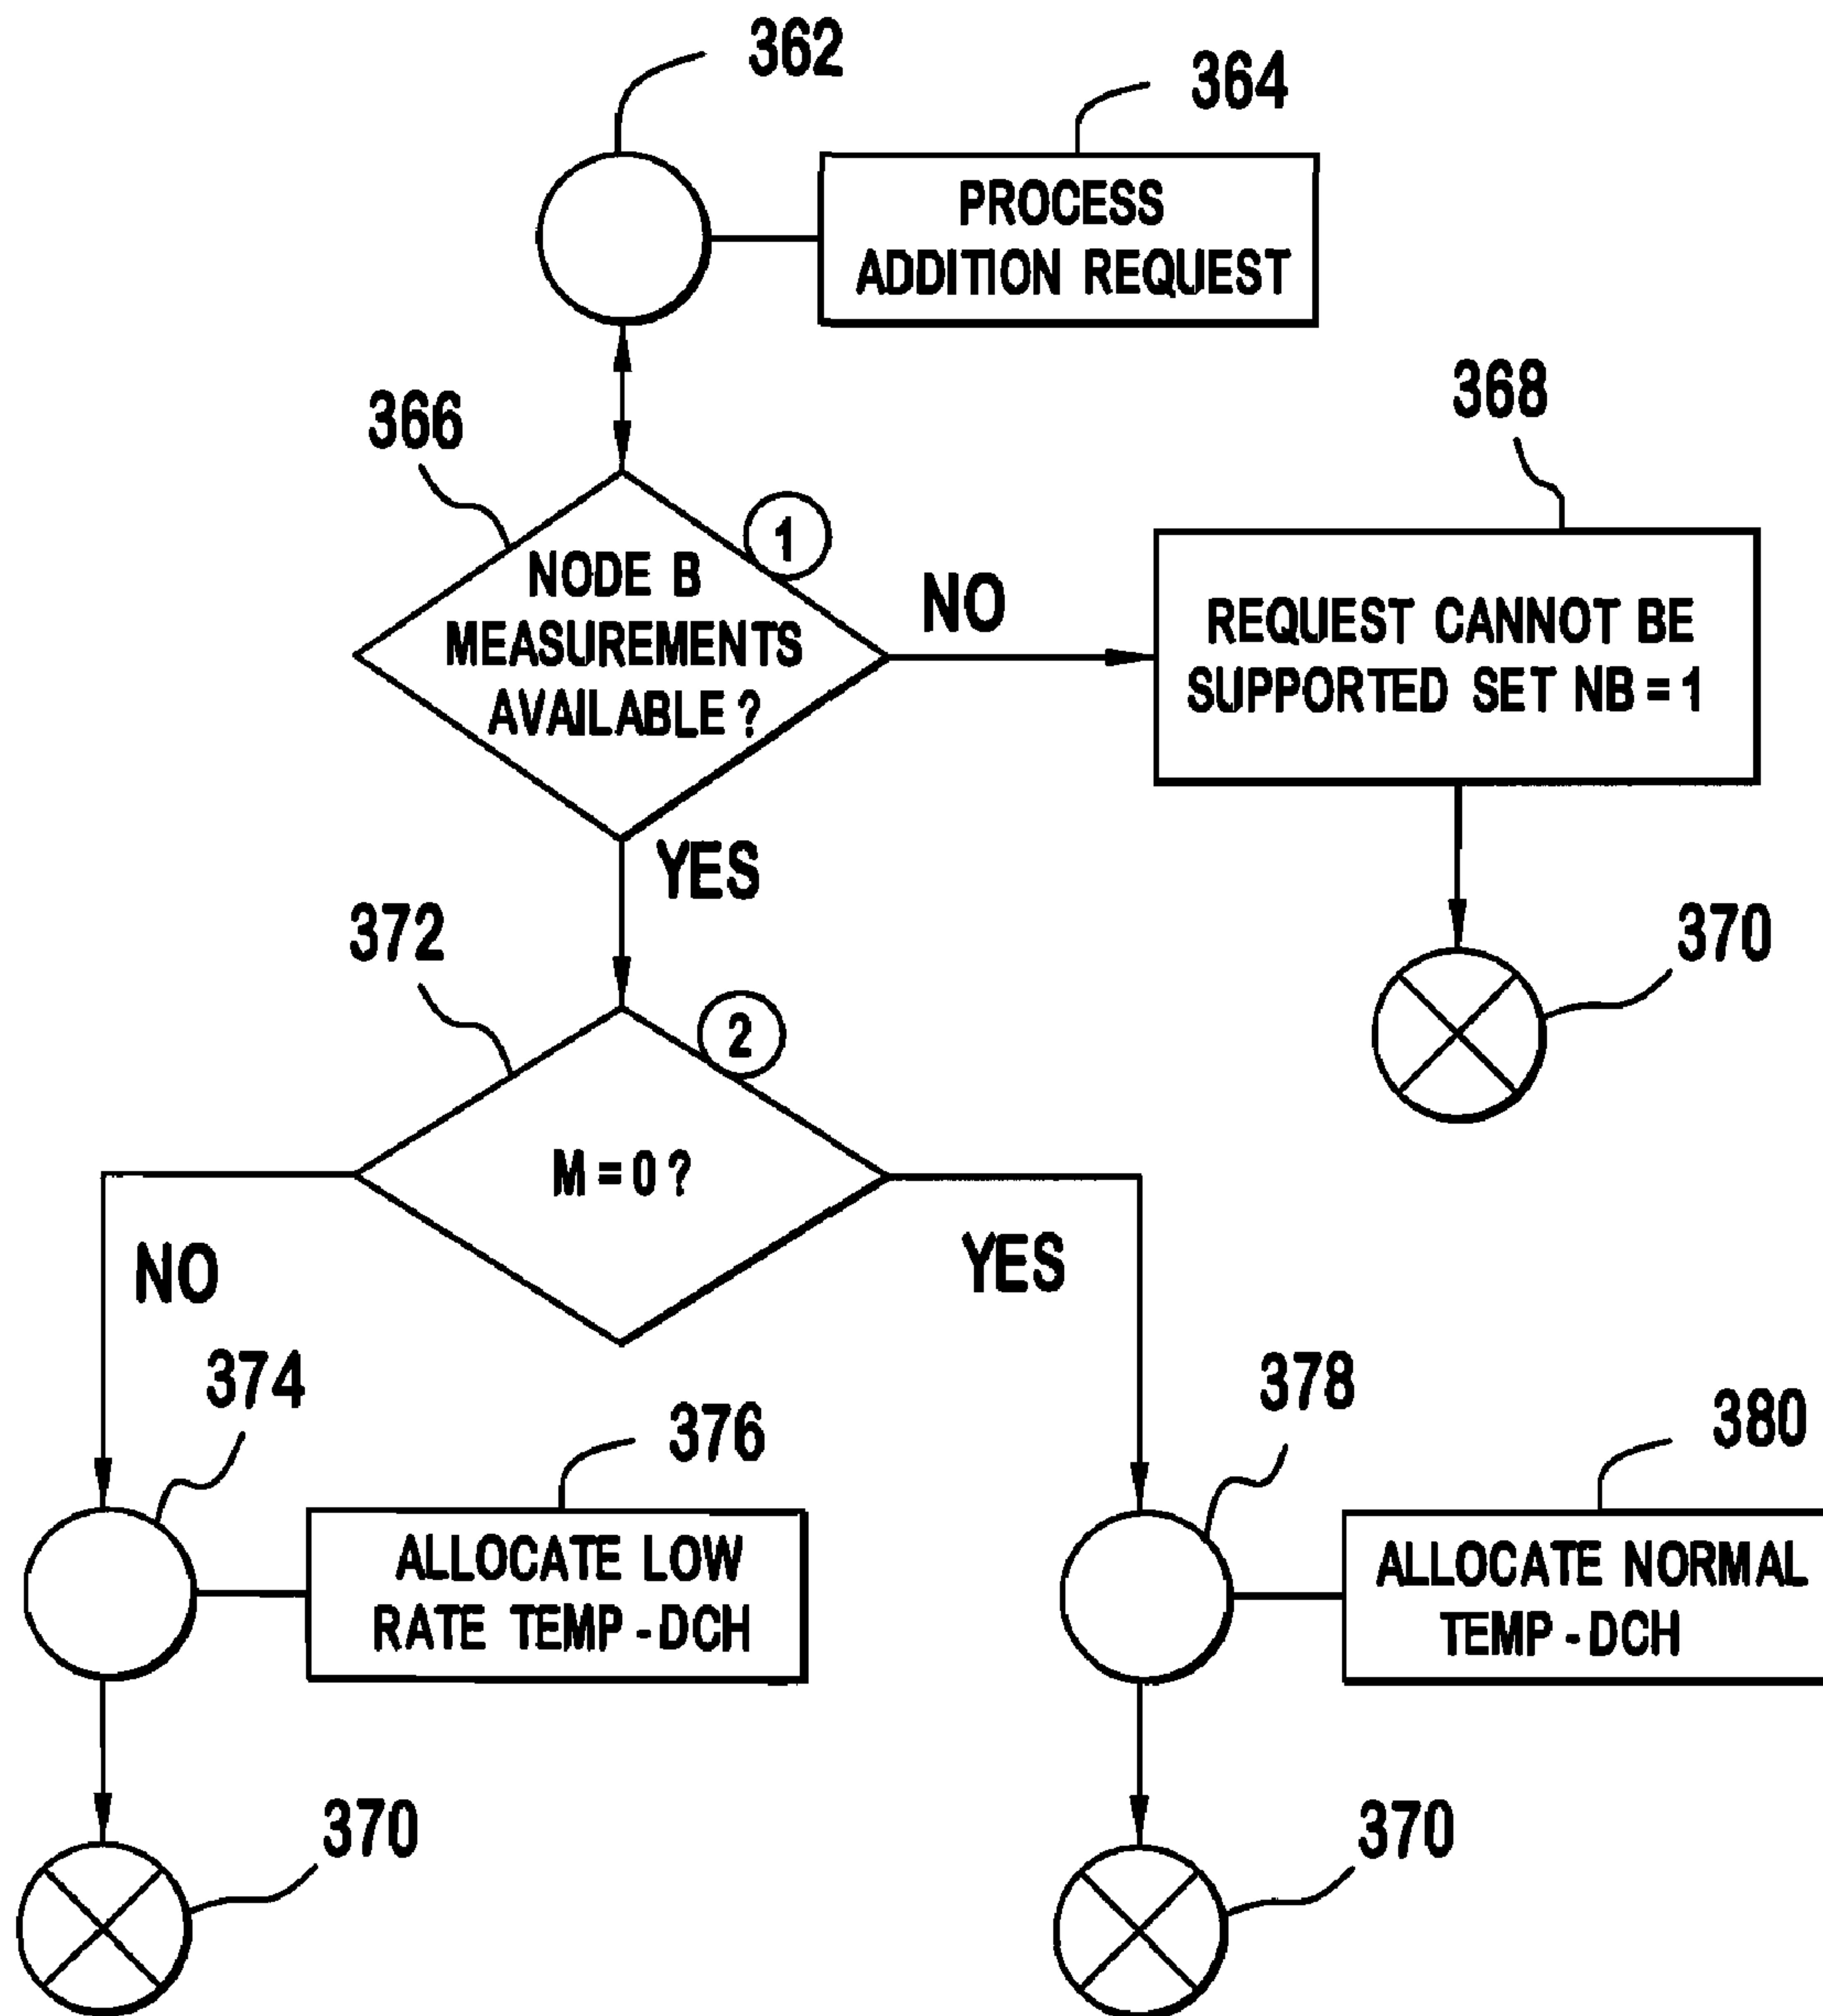 362
364
PROCESS
ADDITION REQUEST
366
368
1
NODE B
MEASUREMENTS
AVAILABLE ?
NO
REQUEST CANNOT BE
SUPPORTED SET NB = 1
YES
372
370
2
M = 0 ?
NO
YES
374
376
378
380
ALLOCATE LOW
RATE TEMP - DCH
ALLOCATE NORMAL
TEMP - DCH
370
370